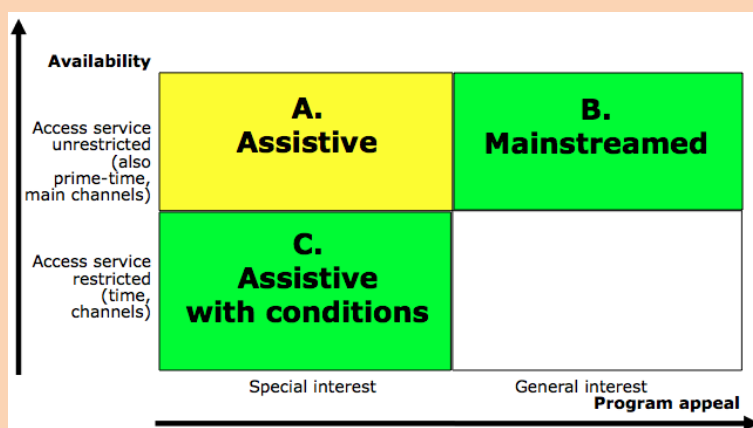 Availability
Access service
unrestricted
(also
prime-time,
main channels)
A.
Assistive
B.
Mainstreamed
Access service
restricted
(time,
channels)
C.
Assistive
with conditions
Special interest
General interest
Program appeal